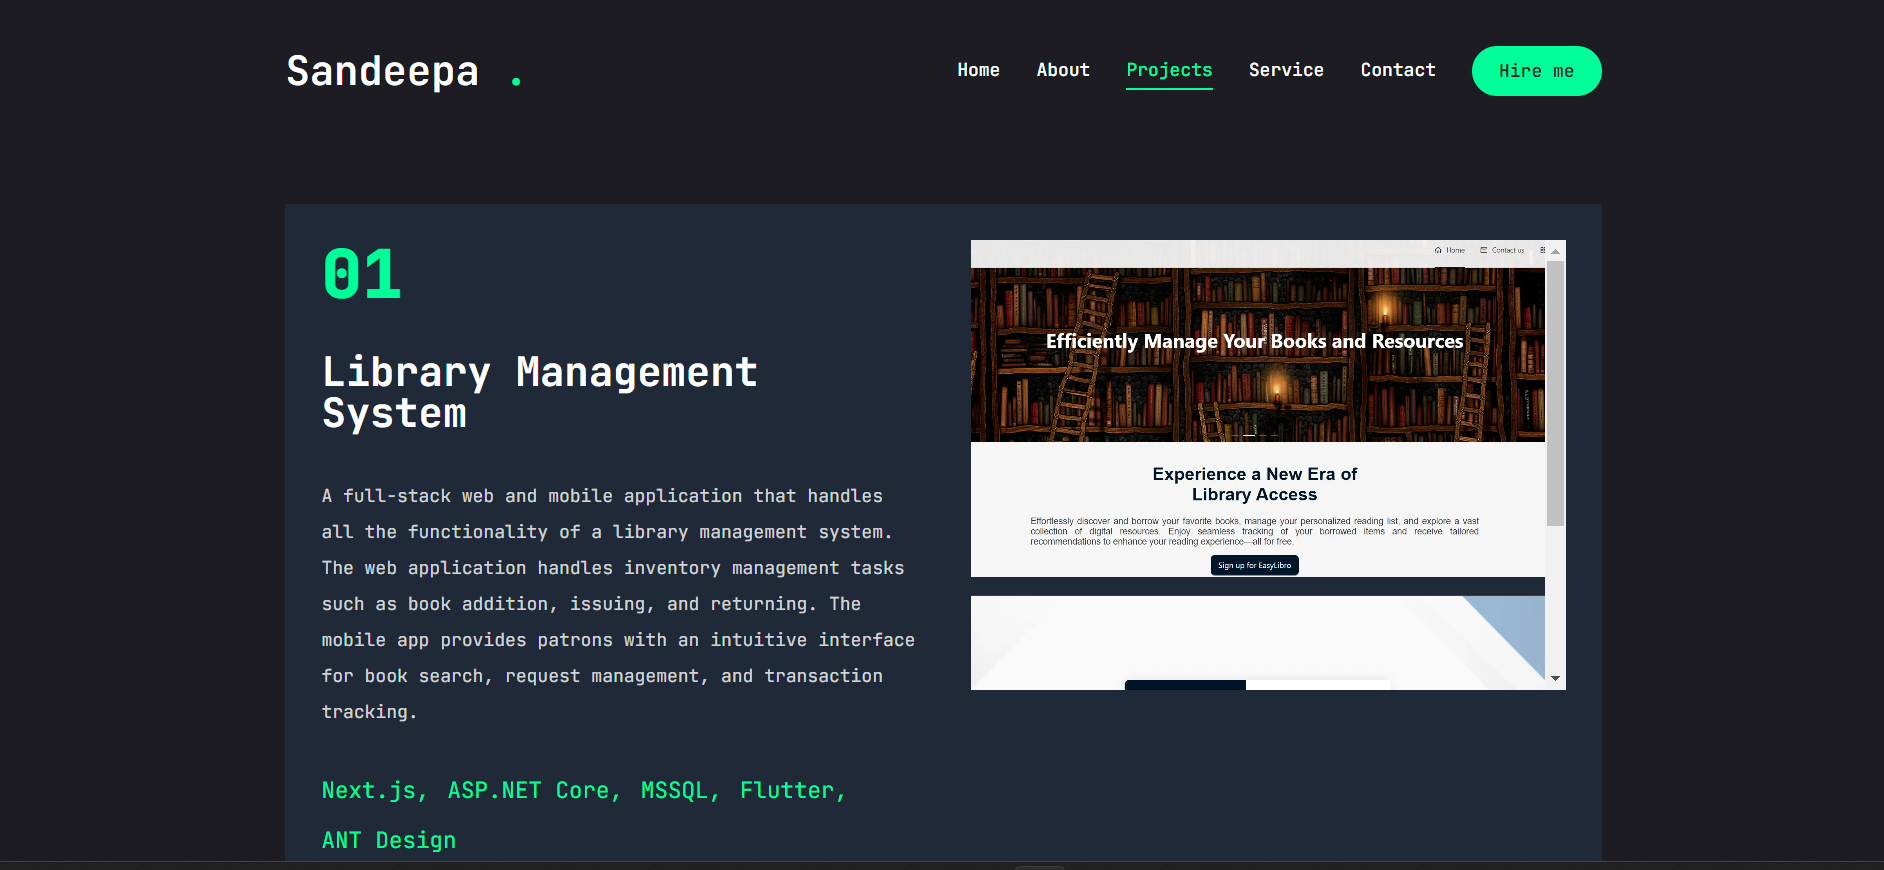 Sandeepa .
Home About Projects Service Contact Hire me
01
Library Management
System
A full-stack web and mobile application that handles
all the functionality of a library management system.
The web application handles inventory management tasks
such as book addition, issuing, and returning. The
mobile app provides patrons with an intuitive interface
for book search, request management, and transaction
tracking.
Next.js, ASP.NET Core, MSSQL, Flutter,
ANT Design
Home Contact us
Efficiently Manage Your Books and Resources
Experience a New Era of
Library Access
Effortlessly discover and borrow your favorite books, manage your personalized reading list, and explore a vast
collection of digital resources. Enjoy seamless tracking of your borrowed items and receive tailored
recommendations to enhance your reading experience—all for free.
Sign up for EasyLibro